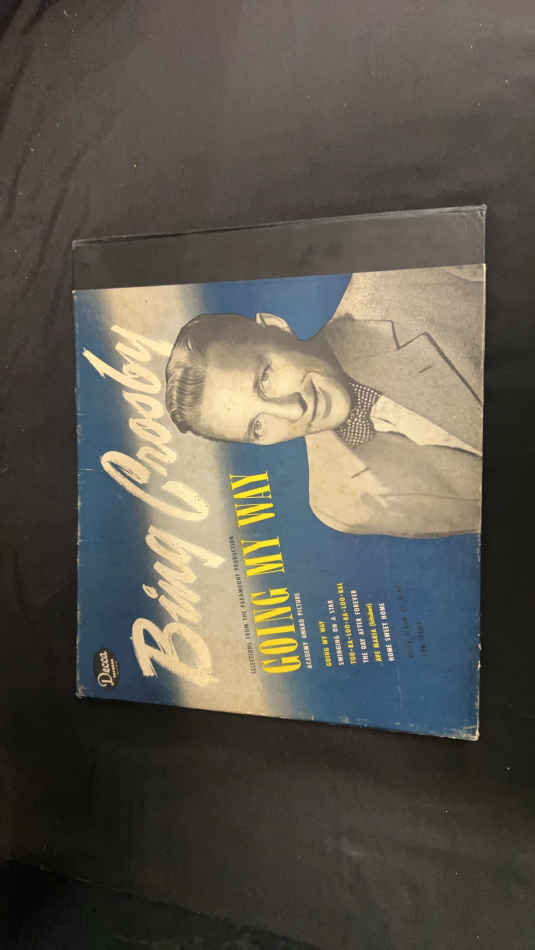 Decca
RECORDS
Bing Crosby
SELECTIONS FROM THE PARAMOUNT PRODUCTION
GOING MY WAY
ACADEMY AWARD PICTURE
GOING MY WAY
SWINGING ON A STAR
TOO-RA-LOO-RA-LOO-RAL
THE DAY AFTER FOREVER
AVE MARIA (Schubert)
HOME SWEET HOME